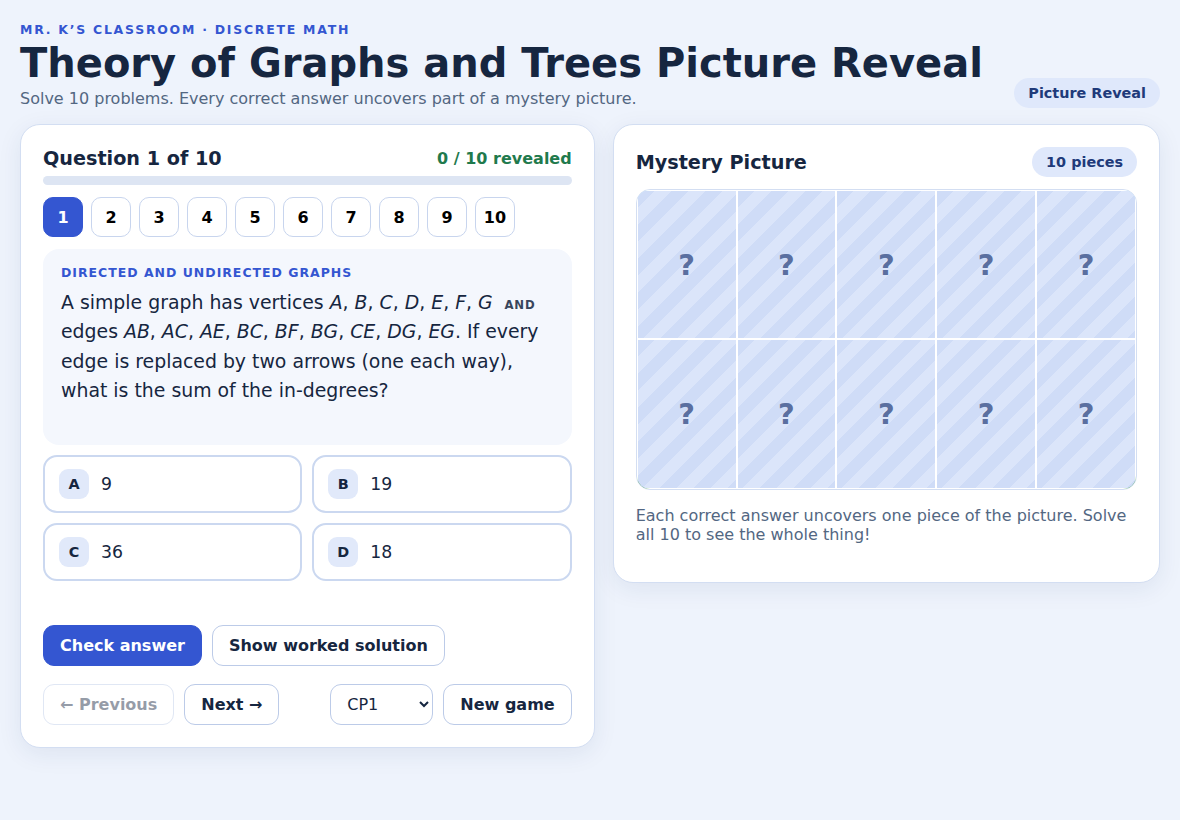 MR. K’S CLASSROOM · DISCRETE MATH
Theory of Graphs and Trees Picture Reveal
Solve 10 problems. Every correct answer uncovers part of a mystery picture.
Picture Reveal
Question 1 of 10
0 / 10 revealed
1 2 3 4 5 6 7 8 9 10
DIRECTED AND UNDIRECTED GRAPHS
A simple graph has vertices A, B, C, D, E, F, G AND
edges AB, AC, AE, BC, BF, BG, CE, DG, EG. If every
edge is replaced by two arrows (one each way),
what is the sum of the in-degrees?
A 9
B 19
C 36
D 18
Check answer
Show worked solution
← Previous
Next →
CP1
New game
Mystery Picture
10 pieces
? ? ? ? ?
? ? ? ? ?
Each correct answer uncovers one piece of the picture. Solve
all 10 to see the whole thing!